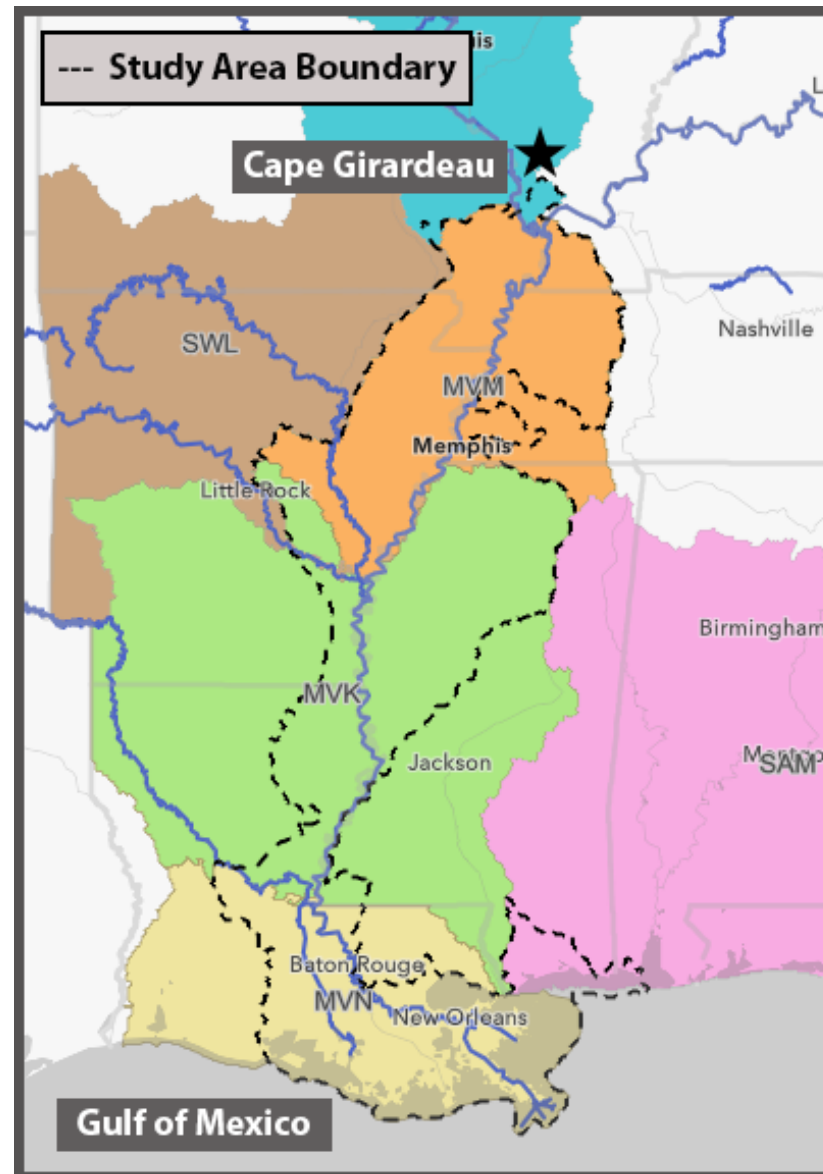 --- Study Area Boundary
Cape Girardeau
Nashville
SWL
MVM
Memphis
Little Rock
Birmingham
MVK
Jackson
SAM
Baton Rouge
MVN
New Orleans
Gulf of Mexico